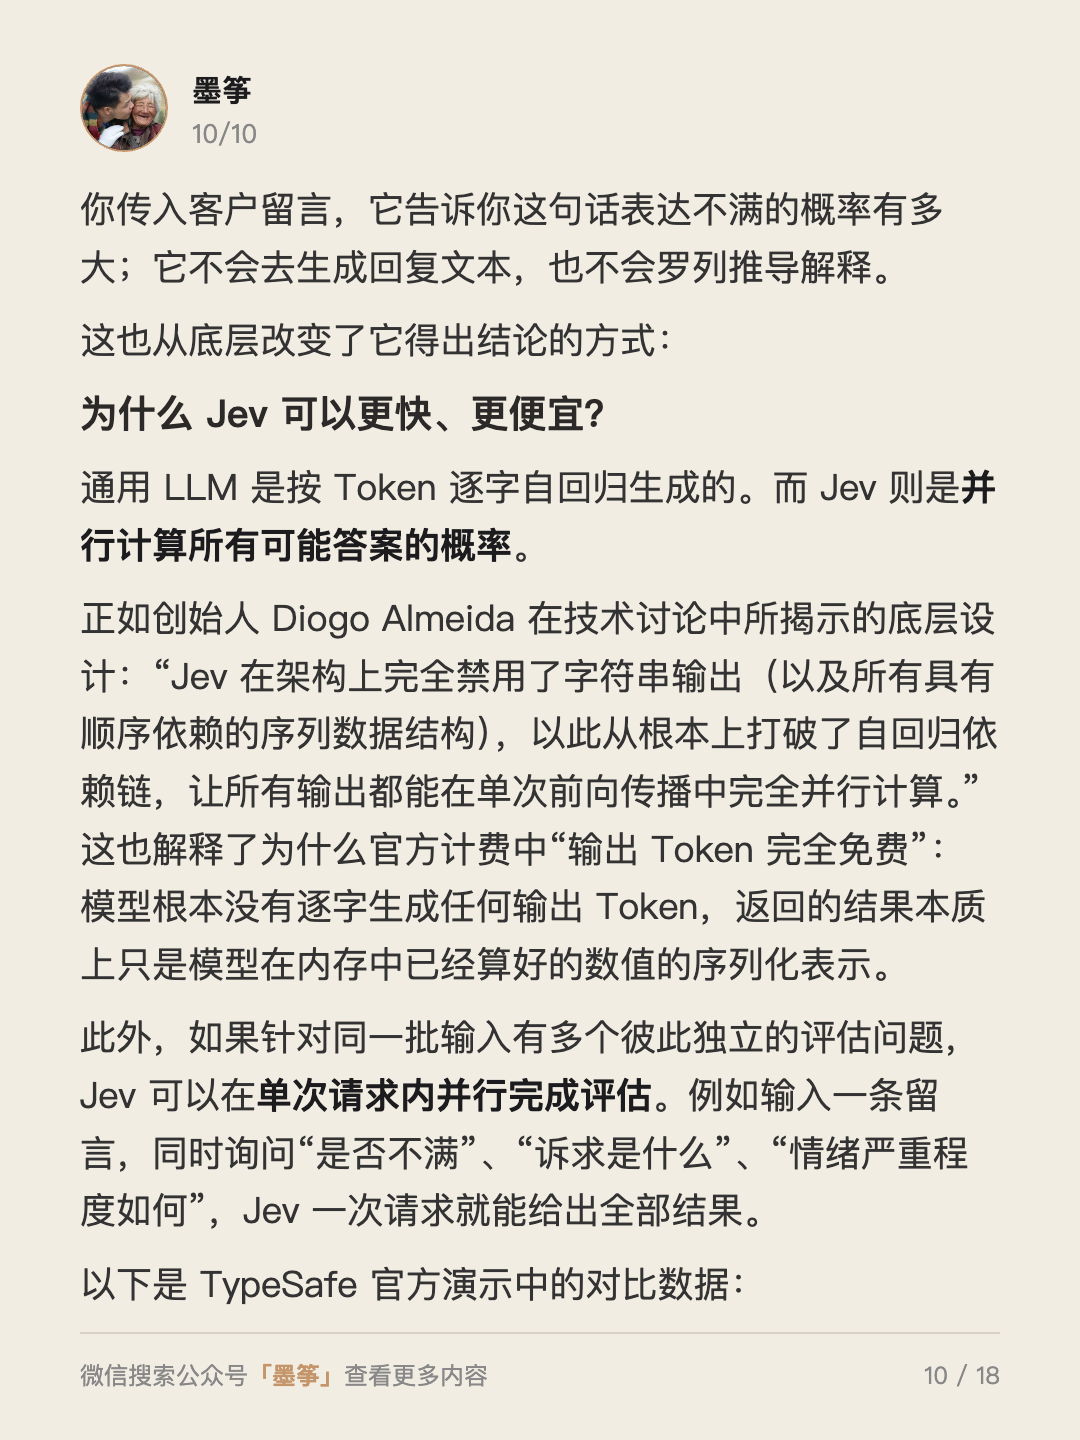 墨筝
10/10
你传入客户留言，它告诉你这句话表达不满的概率有多
大；它不会去生成回复文本，也不会罗列推导解释。
这也从底层改变了它得出结论的方式：
为什么 Jev 可以更快、更便宜？
通用 LLM 是按 Token 逐字自回归生成的。而 Jev 则是并
行计算所有可能答案的概率。
正如创始人 Diogo Almeida 在技术讨论中所揭示的底层设
计：“Jev 在架构上完全禁用了字符串输出（以及所有具有
顺序依赖的序列数据结构），以此从根本上打破了自回归依
赖链，让所有输出都能在单次前向传播中完全并行计算。”
这也解释了为什么官方计费中“输出 Token 完全免费”：
模型根本没有逐字生成任何输出 Token，返回的结果本质
上只是模型在内存中已经算好的数值的序列化表示。
此外，如果针对同一批输入有多个彼此独立的评估问题，
Jev 可以在单次请求内并行完成评估。例如输入一条留
言，同时询问“是否不满”、“诉求是什么”、“情绪严重程
度如何”，Jev 一次请求就能给出全部结果。
以下是 TypeSafe 官方演示中的对比数据：
微信搜索公众号「墨筝」查看更多内容
10 / 18